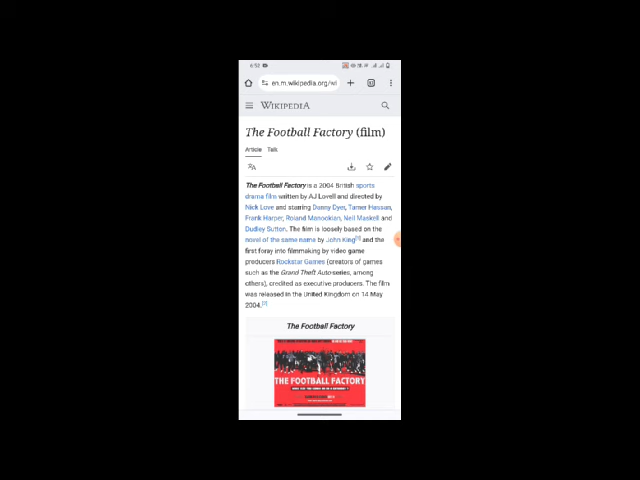 6:52
en.m.wikipedia.org/wi
WIKIPEDIA
The Football Factory (film)
Article Talk
The Football Factory is a 2004 British sports
drama film written by AJ Lovell and directed by
Nick Love and starring Danny Dyer, Tamer Hassan,
Frank Harper, Roland Manookian, Neil Maskell and
Dudley Sutton. The film is loosely based on the
novel of the same name by John King[1] and the
first foray into filmmaking by video game
producers Rockstar Games (creators of games
such as the Grand Theft Auto series, among
others), credited as executive producers. The film
was released in the United Kingdom on 14 May
2004.[2]
The Football Factory
THE FOOTBALL FACTORY